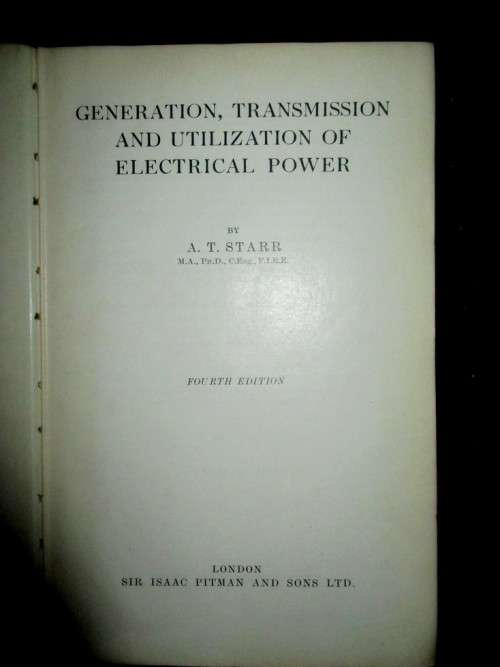 GENERATION, TRANSMISSION
AND UTILIZATION OF
ELECTRICAL POWER
BY
A. T. STARR
M.A., Ph.D., C.Eng., F.I.E.E.
FOURTH EDITION
LONDON
SIR ISAAC PITMAN AND SONS LTD.